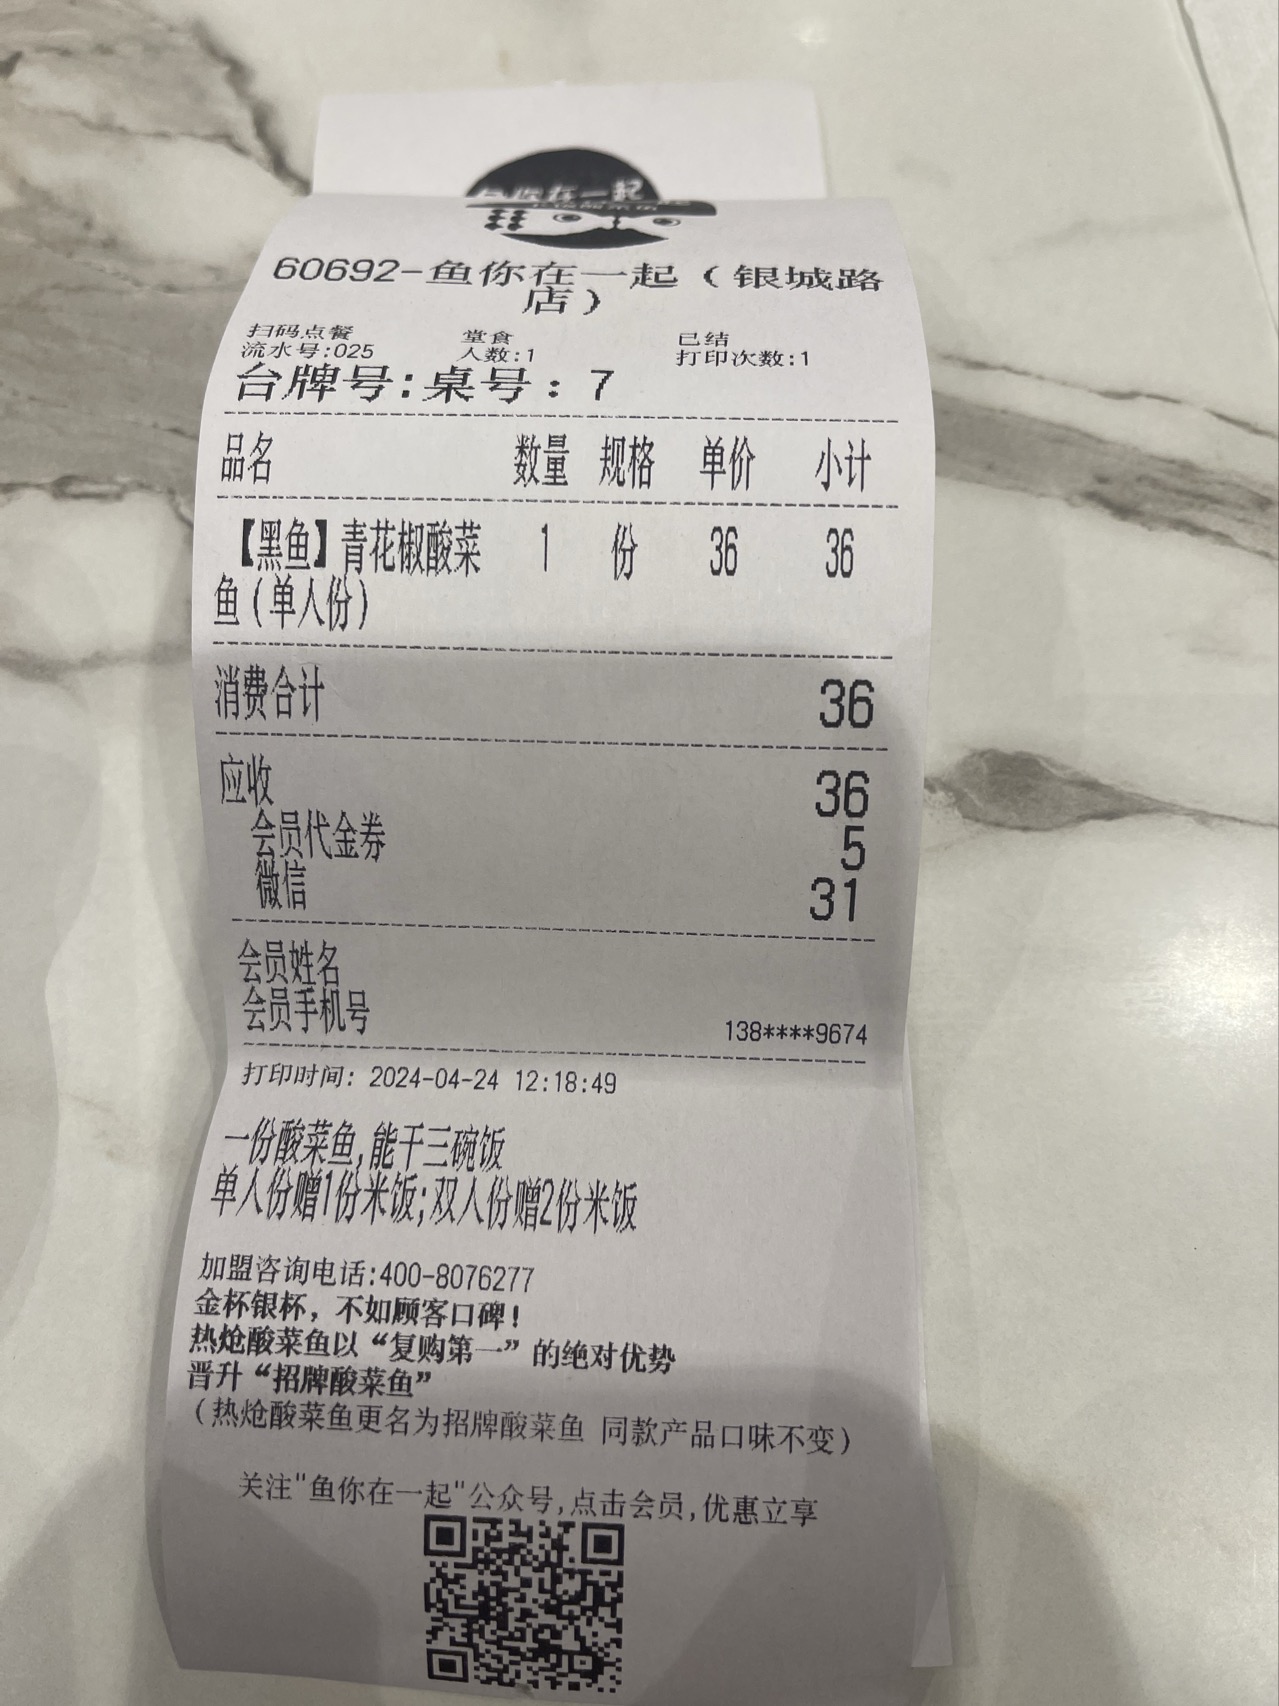 你在一起
60692-鱼你在一起(银城路
店)
扫码点餐 堂食 已结
流水号:025 人数:1 打印次数:1
台牌号:桌号:7
品名 数量 规格 单价 小计
【黑鱼】青花椒酸菜 1 份 36 36
鱼(单人份)
消费合计 36
应收 36
会员代金券 5
微信 31
会员姓名
会员手机号 138****9674
打印时间: 2024-04-24 12:18:49
一份酸菜鱼,能干三碗饭
单人份赠1份米饭;双人份赠2份米饭
加盟咨询电话:400-8076277
金杯银杯，不如顾客口碑!
热炝酸菜鱼以“复购第一”的绝对优势
晋升“招牌酸菜鱼”
(热炝酸菜鱼更名为招牌酸菜鱼 同款产品口味不变)
关注"鱼你在一起"公众号,点击会员,优惠立享